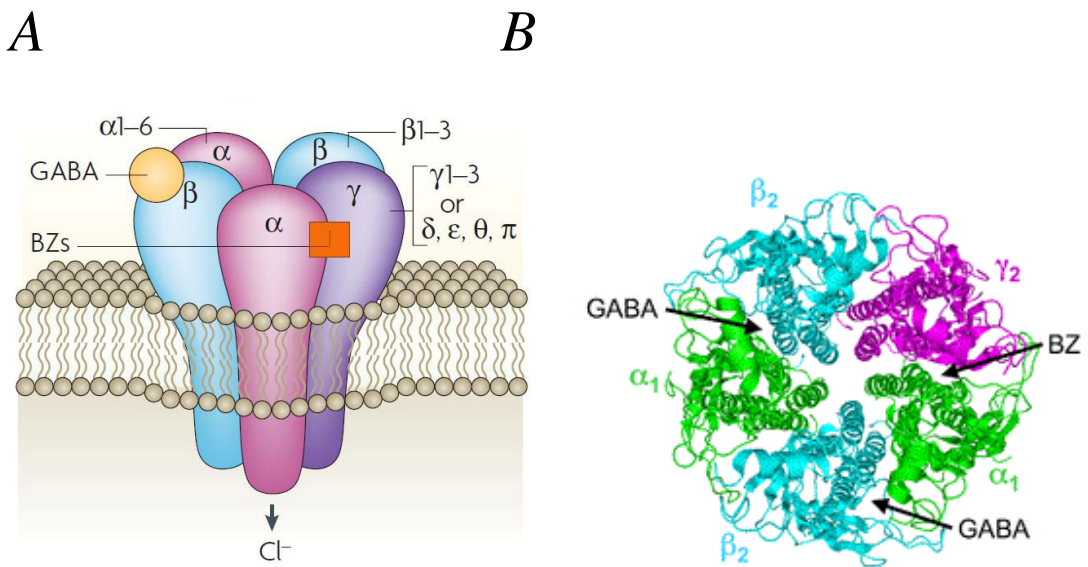 A
B
α1–6
β1–3
GABA
α
β
β
γ
γ1–3
or
δ, ε, θ, π
α
BZs
Cl⁻
β2
γ2
GABA
BZ
α1
α1
GABA
β2